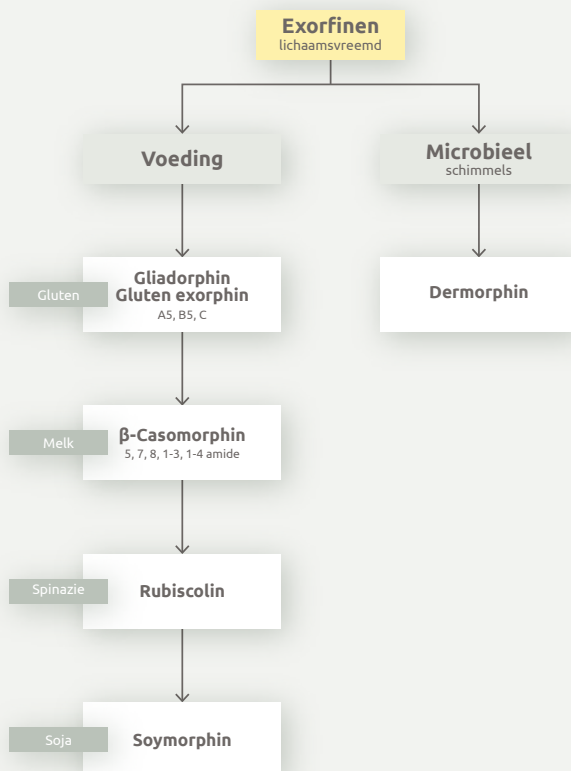 Exorfinen
lichaamsvreemd
Voeding
Microbieel
schimmels
Gluten
Gliadorphin
Gluten exorphin
A5, B5, C
Dermorphin
Melk
β-Casomorphin
5, 7, 8, 1-3, 1-4 amide
Spinazie
Rubiscolin
Soja
Soymorphin